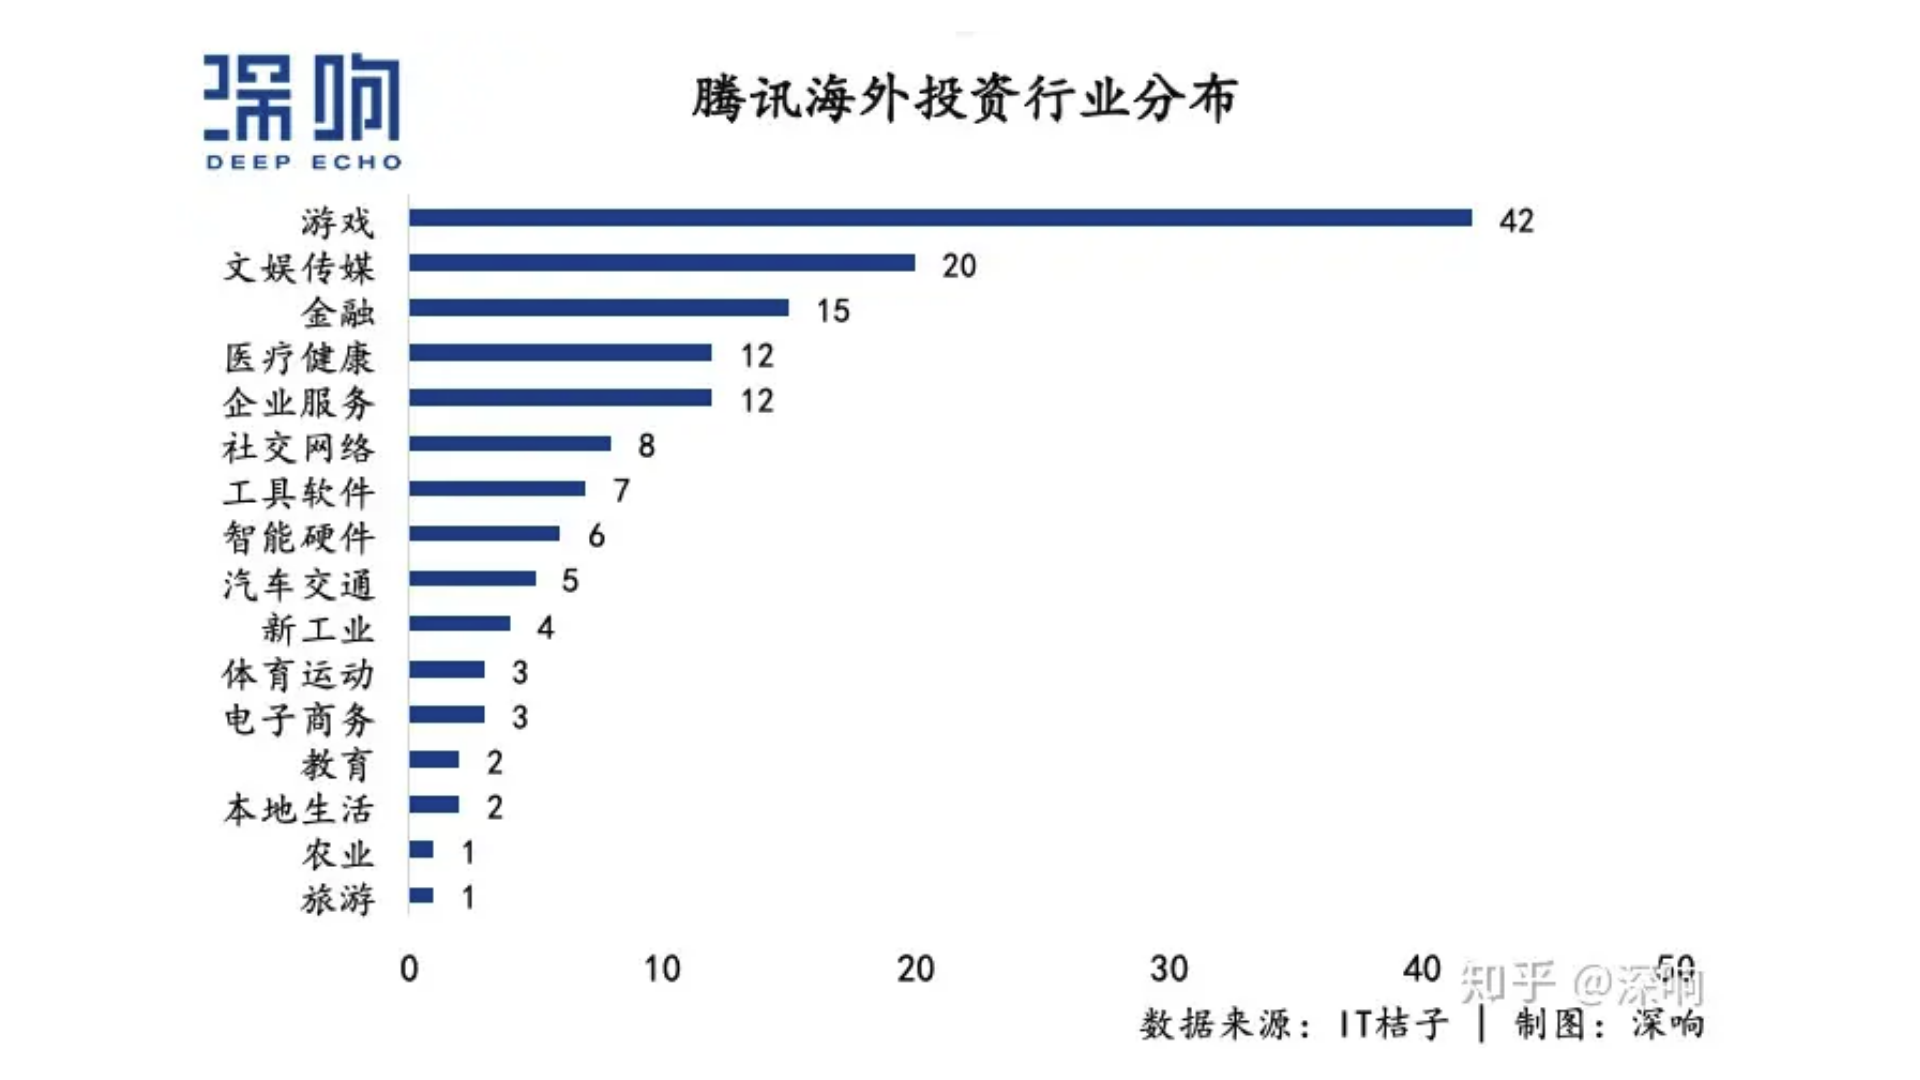 深响
DEEP ECHO
腾讯海外投资行业分布
游戏 42
文娱传媒 20
金融 15
医疗健康 12
企业服务 12
社交网络 8
工具软件 7
智能硬件 6
汽车交通 5
新工业 4
体育运动 3
电子商务 3
教育 2
本地生活 2
农业 1
旅游 1
0 10 20 30 40 50
知乎 @深响
数据来源：IT桔子 | 制图：深响